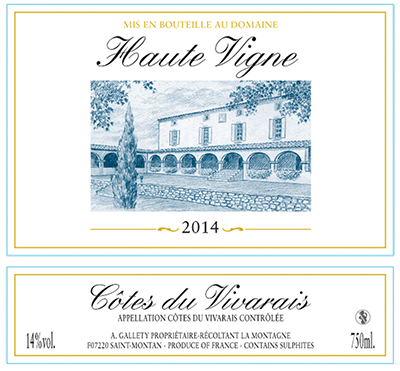 MIS EN BOUTEILLE AU DOMAINE
Haute Vigne
2014
Côtes du Vivarais
APPELLATION CÔTES DU VIVARAIS CONTRÔLÉE
14%vol.
A. GALLETY PROPRIÉTAIRE-RÉCOLTANT LA MONTAGNE
F07220 SAINT-MONTAN - PRODUCE OF FRANCE - CONTAINS SULPHITES
750ml.